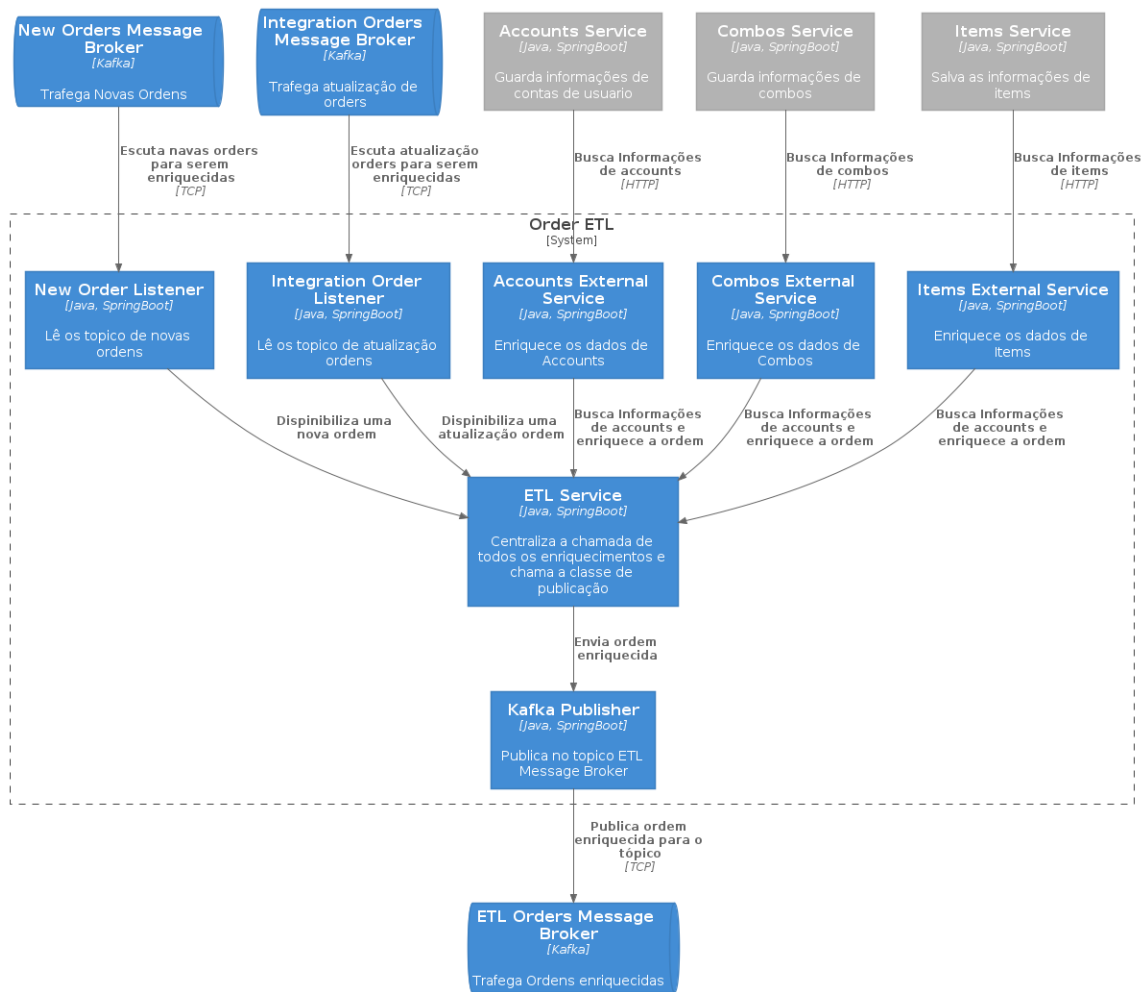 New Orders Message
Broker
[Kafka]
Trafega Novas Ordens
Integration Orders
Message Broker
[Kafka]
Trafega atualização de
orders
Accounts Service
[Java, SpringBoot]
Guarda informações de
contas de usuario
Combos Service
[Java, SpringBoot]
Guarda informações de
combos
Items Service
[Java, SpringBoot]
Salva as informações de
items
Escuta navas orders
para serem
enriquecidas
[TCP]
Escuta atualização
orders para serem
enriquecidas
[TCP]
Busca Informações
de accounts
[HTTP]
Busca Informações
de combos
[HTTP]
Busca Informações
de items
[HTTP]
Order ETL
[System]
New Order Listener
[Java, SpringBoot]
Lê os topico de novas
ordens
Integration Order
Listener
[Java, SpringBoot]
Lê os topico de atualização
ordens
Accounts External
Service
[Java, SpringBoot]
Enriquece os dados de
Accounts
Combos External
Service
[Java, SpringBoot]
Enriquece os dados de
Combos
Items External Service
[Java, SpringBoot]
Enriquece os dados de
Items
Dispinibiliza uma
nova ordem
Dispinibiliza uma
atualização ordem
Busca Informações
de accounts e
enriquece a ordem
Busca Informações
de accounts e
enriquece a ordem
Busca Informações
de accounts e
enriquece a ordem
ETL Service
[Java, SpringBoot]
Centraliza a chamada de
todos os enriquecimentos e
chama a classe de
publicação
Envia ordem
enriquecida
Kafka Publisher
[Java, SpringBoot]
Publica no topico ETL
Message Broker
Publica ordem
enriquecida para o
tópico
[TCP]
ETL Orders Message
Broker
[Kafka]
Trafega Ordens enriquecidas